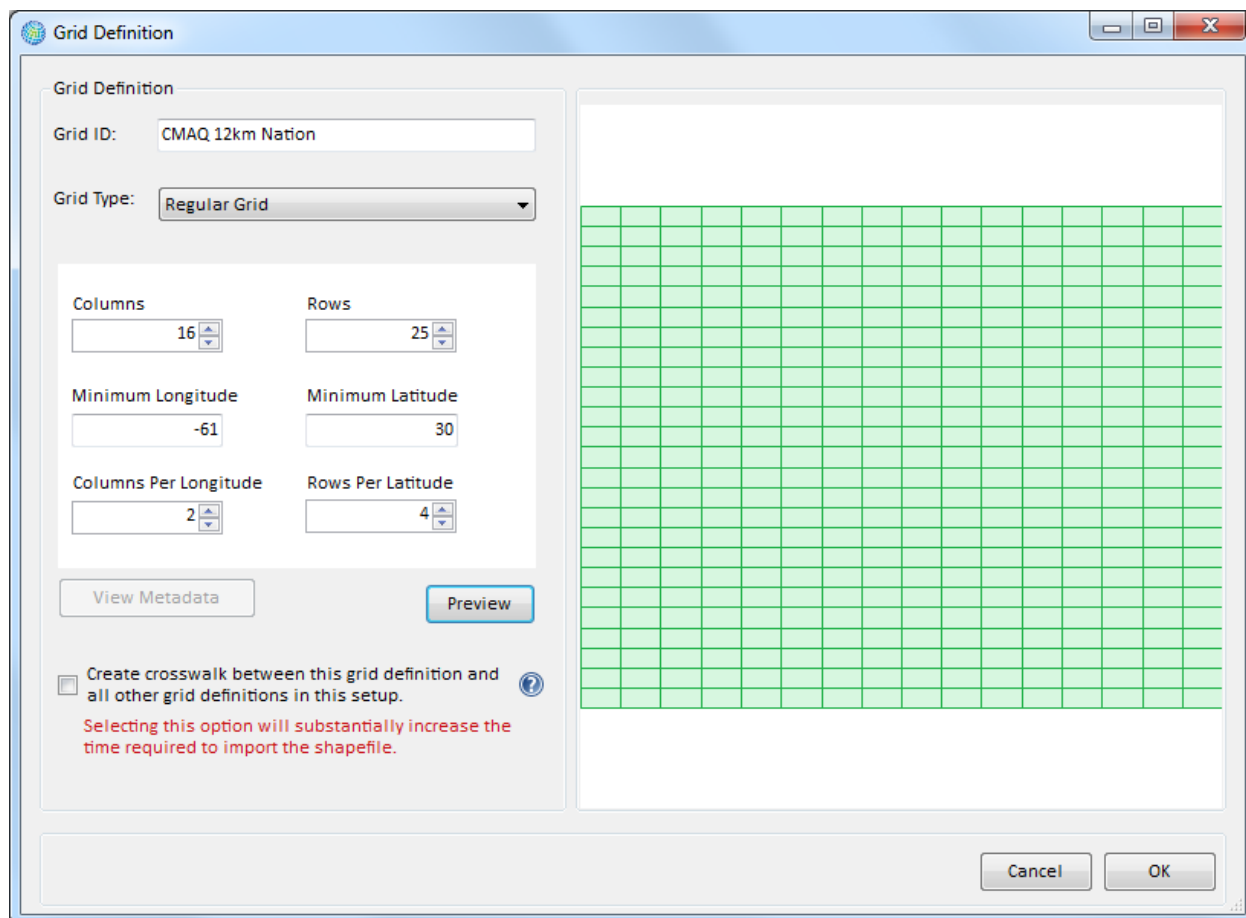 Grid Definition
Grid Definition
Grid ID: CMAQ 12km Nation
Grid Type: Regular Grid
Columns Rows
16 25
Minimum Longitude Minimum Latitude
-61 30
Columns Per Longitude Rows Per Latitude
2 4
View Metadata Preview
Create crosswalk between this grid definition and
all other grid definitions in this setup.
Selecting this option will substantially increase the
time required to import the shapefile.
Cancel OK